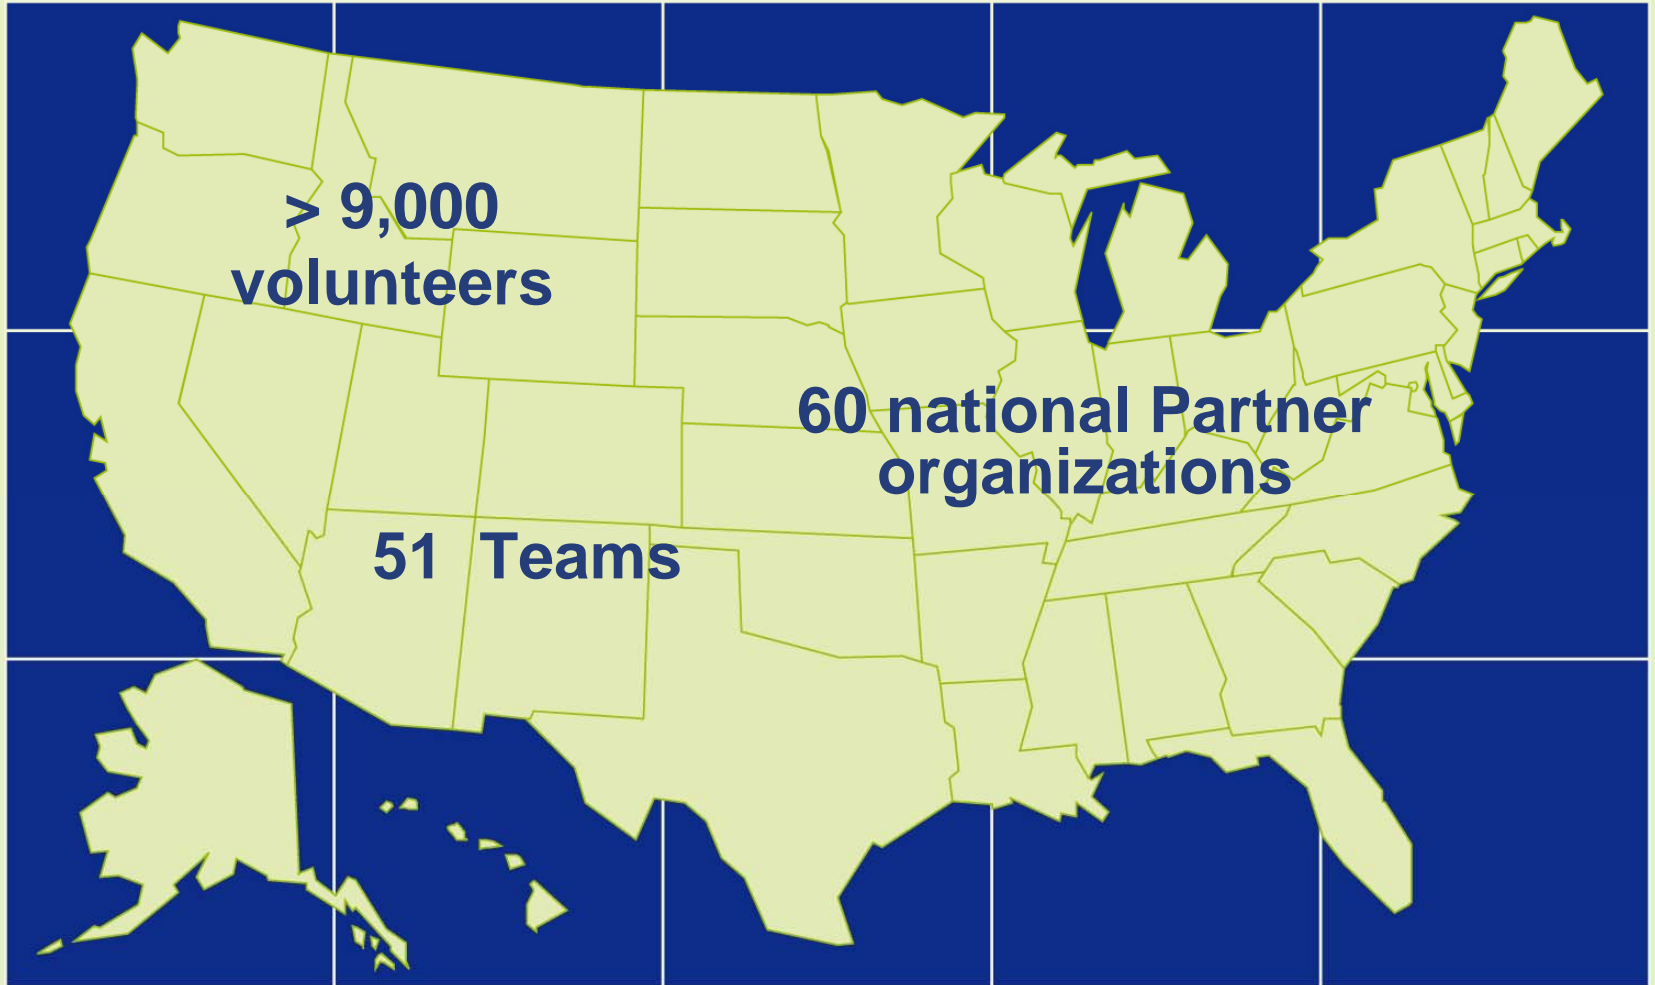 > 9,000
volunteers
60 national Partner
organizations
51 Teams